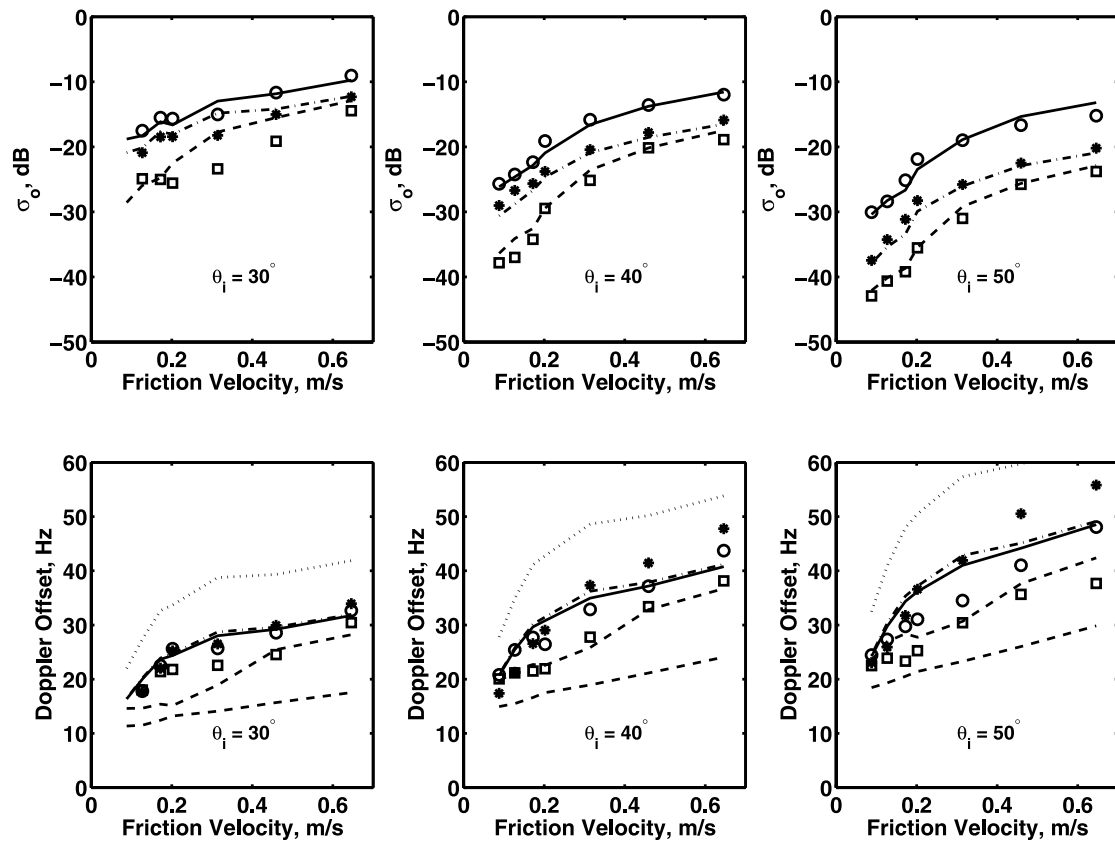 0
−10
−20
−30
−40
−50
σo, dB
θi = 30°
0 0.2 0.4 0.6
Friction Velocity, m/s
0
−10
−20
−30
−40
−50
σo, dB
θi = 40°
0 0.2 0.4 0.6
Friction Velocity, m/s
0
−10
−20
−30
−40
−50
σo, dB
θi = 50°
0 0.2 0.4 0.6
Friction Velocity, m/s
60
50
40
30
20
10
0
Doppler Offset, Hz
θi = 30°
0 0.2 0.4 0.6
Friction Velocity, m/s
60
50
40
30
20
10
0
Doppler Offset, Hz
θi = 40°
0 0.2 0.4 0.6
Friction Velocity, m/s
60
50
40
30
20
10
0
Doppler Offset, Hz
θi = 50°
0 0.2 0.4 0.6
Friction Velocity, m/s